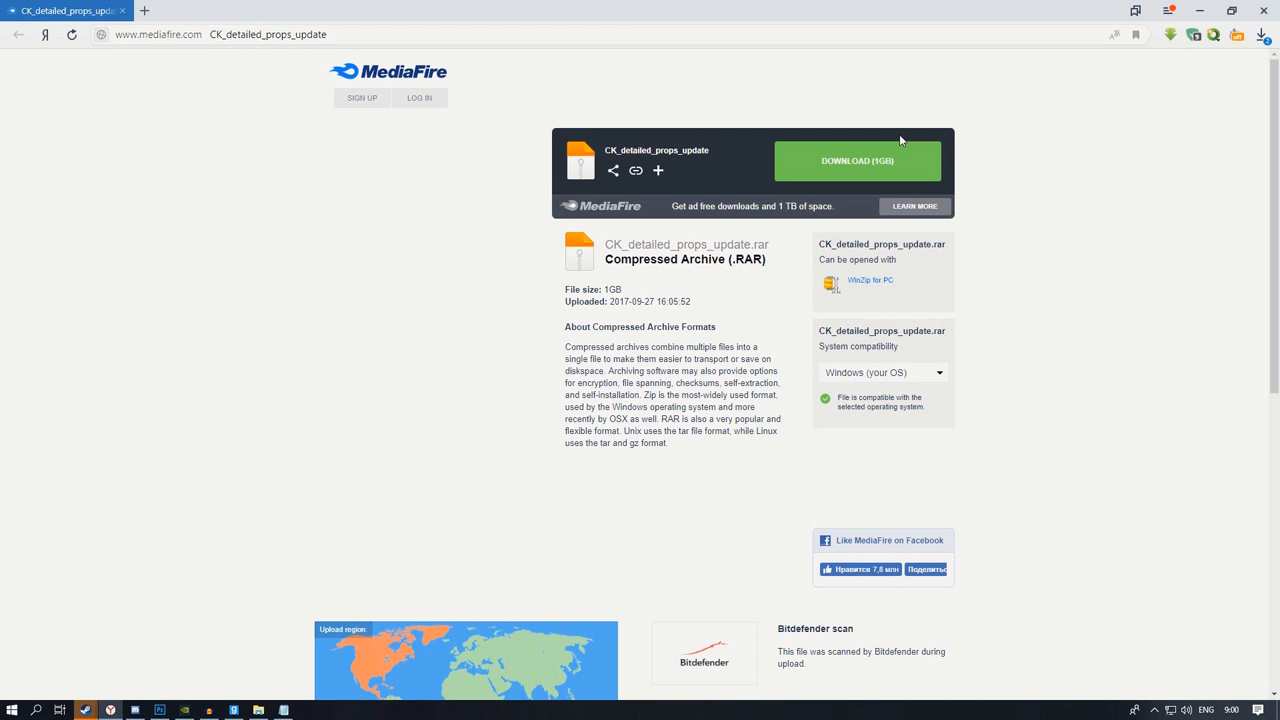 CK_detailed_props_upda
www.mediafire.com CK_detailed_props_update
off
2
MediaFire
SIGN UP
LOG IN
CK_detailed_props_update
DOWNLOAD (1GB)
MediaFire
Get ad free downloads and 1 TB of space.
LEARN MORE
CK_detailed_props_update.rar
Compressed Archive (.RAR)
File size: 1GB
Uploaded: 2017-09-27 16:05:52
About Compressed Archive Formats
Compressed archives combine multiple files into a
single file to make them easier to transport or save on
diskspace. Archiving software may also provide options
for encryption, file spanning, checksums, self-extraction,
and self-installation. Zip is the most-widely used format,
used by the Windows operating system and more
recently by OSX as well. RAR is also a very popular and
flexible format. Unix uses the tar file format, while Linux
uses the tar and gz format.
CK_detailed_props_update.rar
Can be opened with
WinZip for PC
CK_detailed_props_update.rar
System compatibility
Windows (your OS)
File is compatible with the
selected operating system.
Like MediaFire on Facebook
Нравится 7,8 млн
Поделитьс
Upload region:
Bitdefender
Bitdefender scan
This file was scanned by Bitdefender during
upload.
ENG
9:00